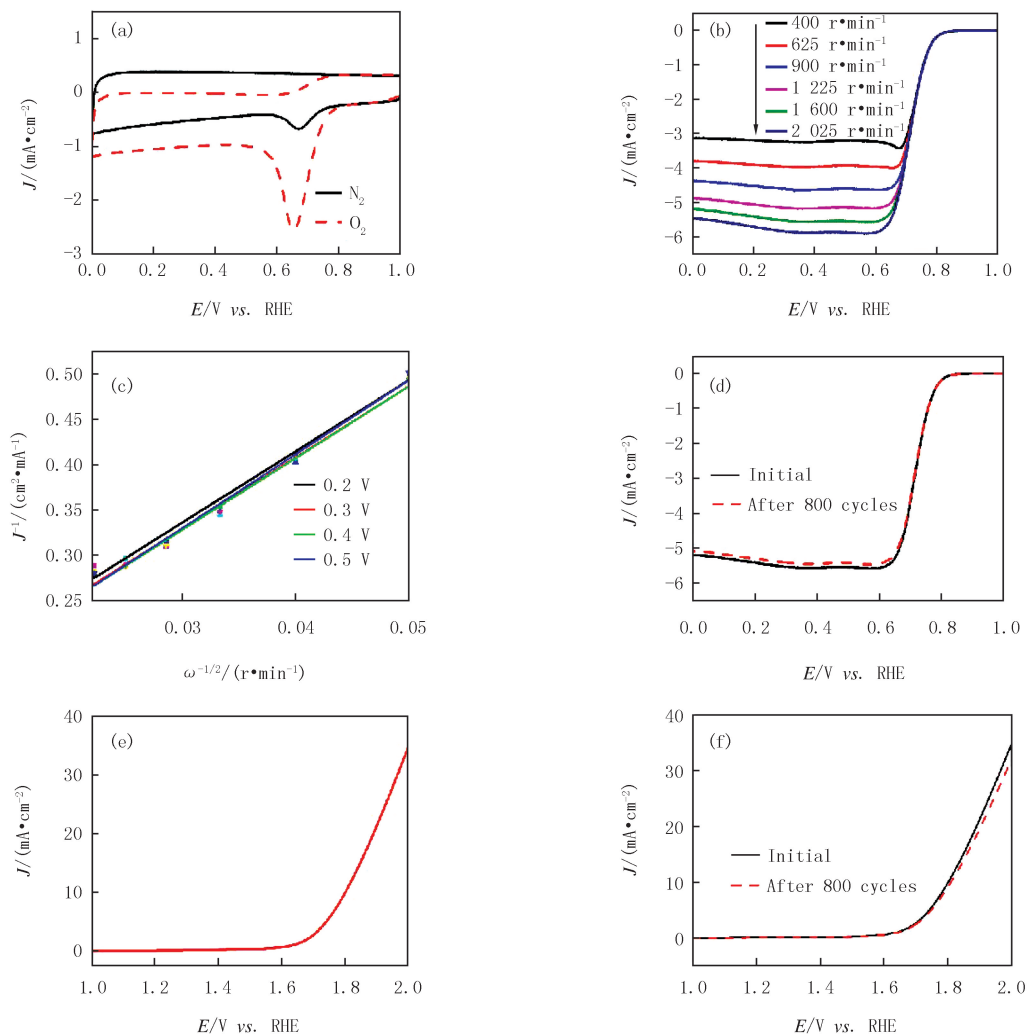 (a)
J/(mA•cm⁻²)
2
1
0
-1
-2
-3
N₂
O₂
0.0 0.2 0.4 0.6 0.8 1.0
E/V vs. RHE
(b)
J/(mA•cm⁻²)
0
-1
-2
-3
-4
-5
-6
400 r•min⁻¹
625 r•min⁻¹
900 r•min⁻¹
1 225 r•min⁻¹
1 600 r•min⁻¹
2 025 r•min⁻¹
0.0 0.2 0.4 0.6 0.8 1.0
E/V vs. RHE
(c)
J⁻¹/(cm²•mA⁻¹)
0.50
0.45
0.40
0.35
0.30
0.25
0.2 V
0.3 V
0.4 V
0.5 V
0.03 0.04 0.05
ω⁻¹/²/(r•min⁻¹)
(d)
J/(mA•cm⁻²)
0
-1
-2
-3
-4
-5
-6
Initial
After 800 cycles
0.0 0.2 0.4 0.6 0.8 1.0
E/V vs. RHE
(e)
J/(mA•cm⁻²)
40
30
20
10
0
1.0 1.2 1.4 1.6 1.8 2.0
E/V vs. RHE
(f)
J/(mA•cm⁻²)
40
30
20
10
0
Initial
After 800 cycles
1.0 1.2 1.4 1.6 1.8 2.0
E/V vs. RHE